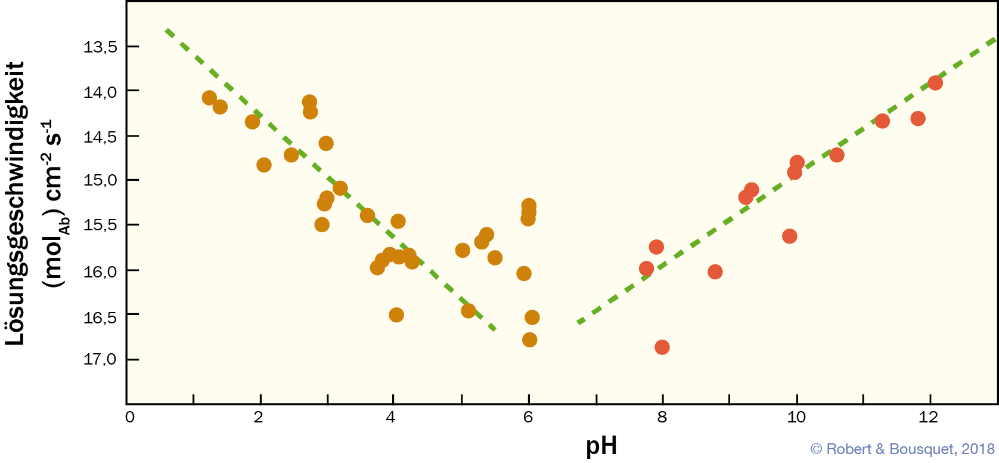 Lösungsgeschwindigkeit
(mol_Ab) cm^-2 s^-1
13,5
14,0
14,5
15,0
15,5
16,0
16,5
17,0
0 2 4 6 8 10 12
pH
© Robert & Bousquet, 2018